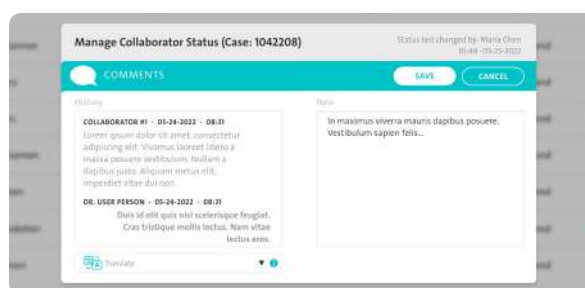 Manage Collaborator Status (Case: 1042208)
Status last changed by: Maria Chen
10:49 -05-25-2022
COMMENTS
SAVE
CANCEL
History
COLLABORATOR #1 - 05-24-2022 - 08:31
Lorem ipsum dolor sit amet, consectetur
adipiscing elit. Vivamus laoreet libero a
massa posuere vestibulum. Nullam a
dapibus justo. Aliquam metus elit,
imperdiet vitae dui non.
DR. USER PERSON - 05-24-2022 - 08:31
Duis id elit quis nisl scelerisque feugiat.
Cras tristique mollis lectus. Nam vitae
lectus eros.
Translate
New
In maximus viverra mauris dapibus posuere.
Vestibulum sapien felis...